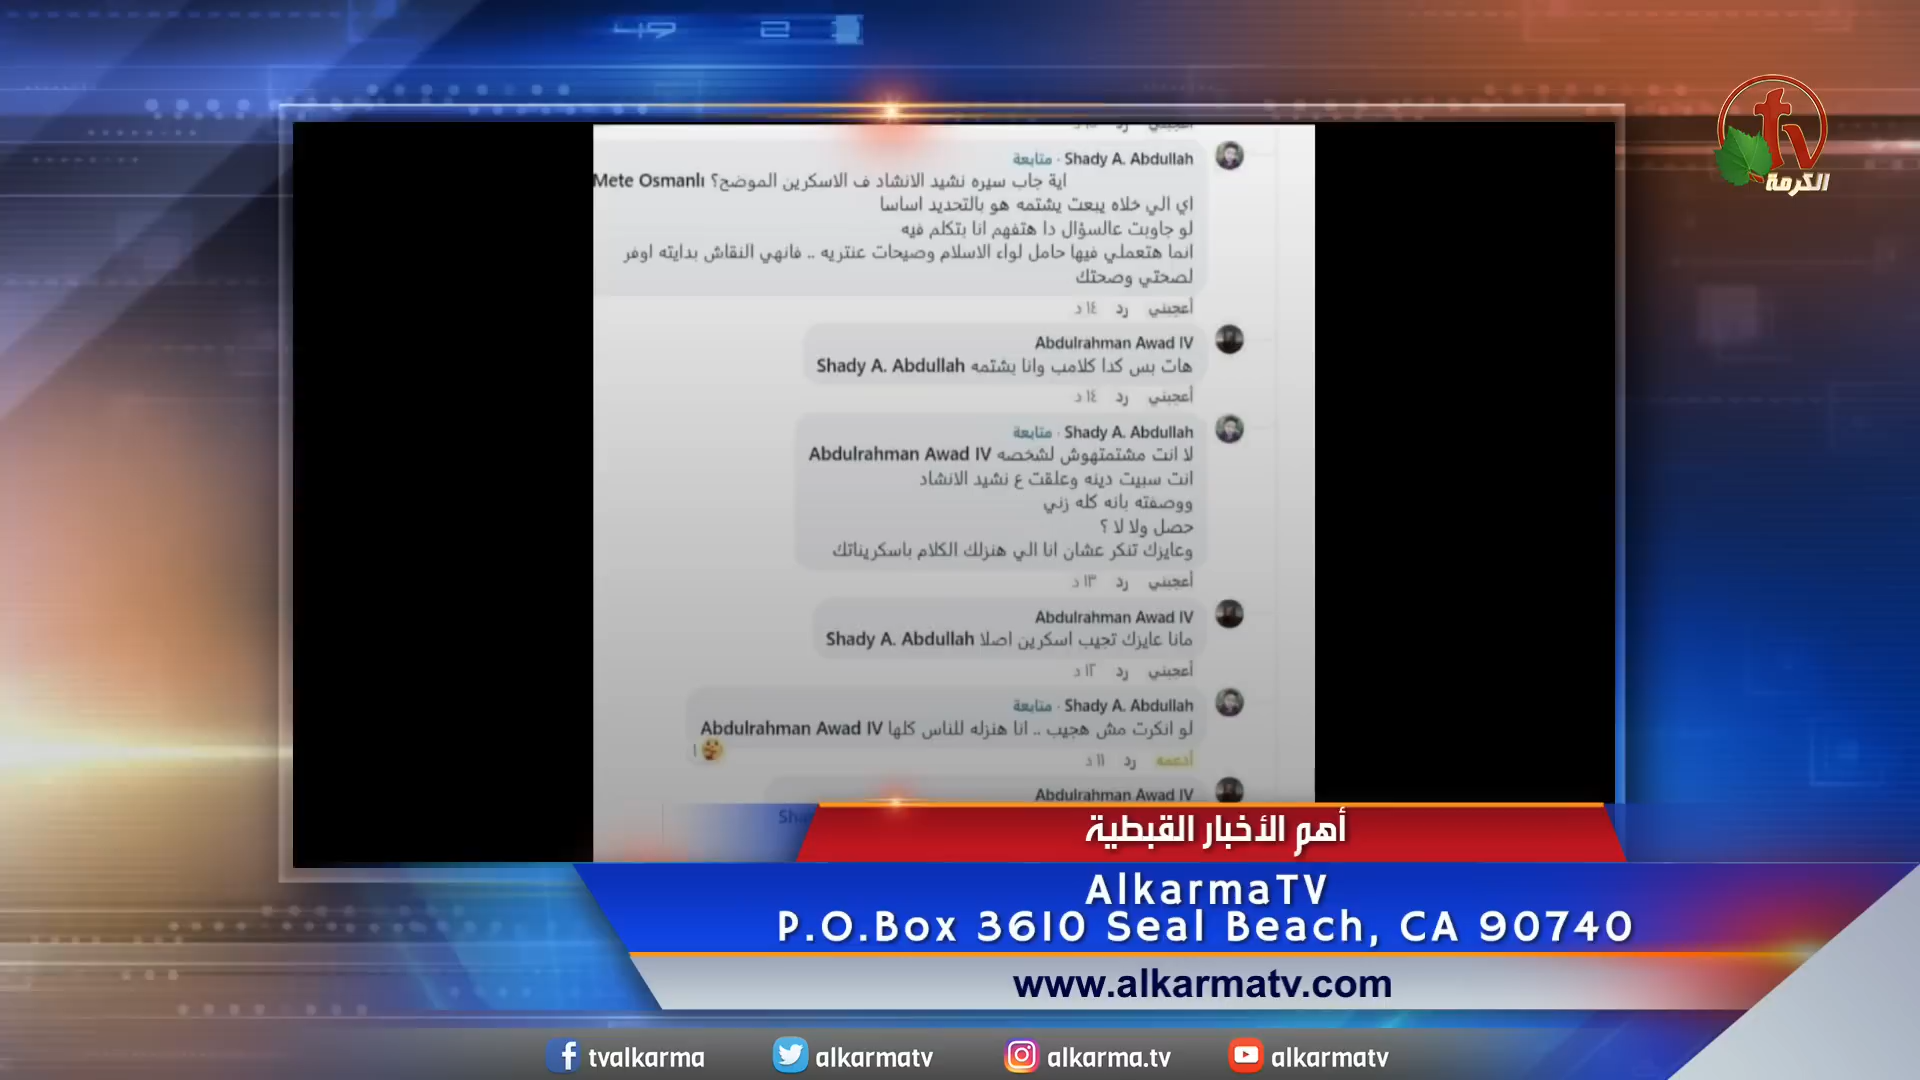 الكرمة
أعجبني رد
Shady A. Abdullah · متابعة
Mete Osmanlı اية جاب سيره نشيد الانشاد ف الاسكرين الموضح؟
اي الي خلاه يبعت يشتمه هو بالتحديد اساسا
لو جاوبت عالسؤال دا هتفهم انا بتكلم فيه
انما هتعملي فيها حامل لواء الاسلام وصيحات عنتريه .. فانهي النقاش بدايته اوفر
لصحتي وصحتك
أعجبني رد ١٤ د
Abdulrahman Awad IV
Shady A. Abdullah هات بس كدا كلامب وانا بشتمه
أعجبني رد ١٤ د
Shady A. Abdullah · متابعة
Abdulrahman Awad IV لا انت مشتمتهوش لشخصه
انت سبيت دينه وعلقت ع نشيد الانشاد
ووصفته بانه كله زني
حصل ولا لا ؟
وعايزك تنكر عشان انا الي هنزلك الكلام باسكريناتك
أعجبني رد ١٣ د
Abdulrahman Awad IV
Shady A. Abdullah مانا عايزك تجيب اسكرين اصلا
أعجبني رد ١٢ د
Shady A. Abdullah · متابعة
Abdulrahman Awad IV لو انكرت مش هجيب .. انا هنزله للناس كلها
أدعمه رد ١١ د
Abdulrahman Awad IV
أهم الأخبار القبطية
AlkarmaTV
P.O.Box 3610 Seal Beach, CA 90740
www.alkarmatv.com
tvalkarma alkarmatv alkarma.tv alkarmatv